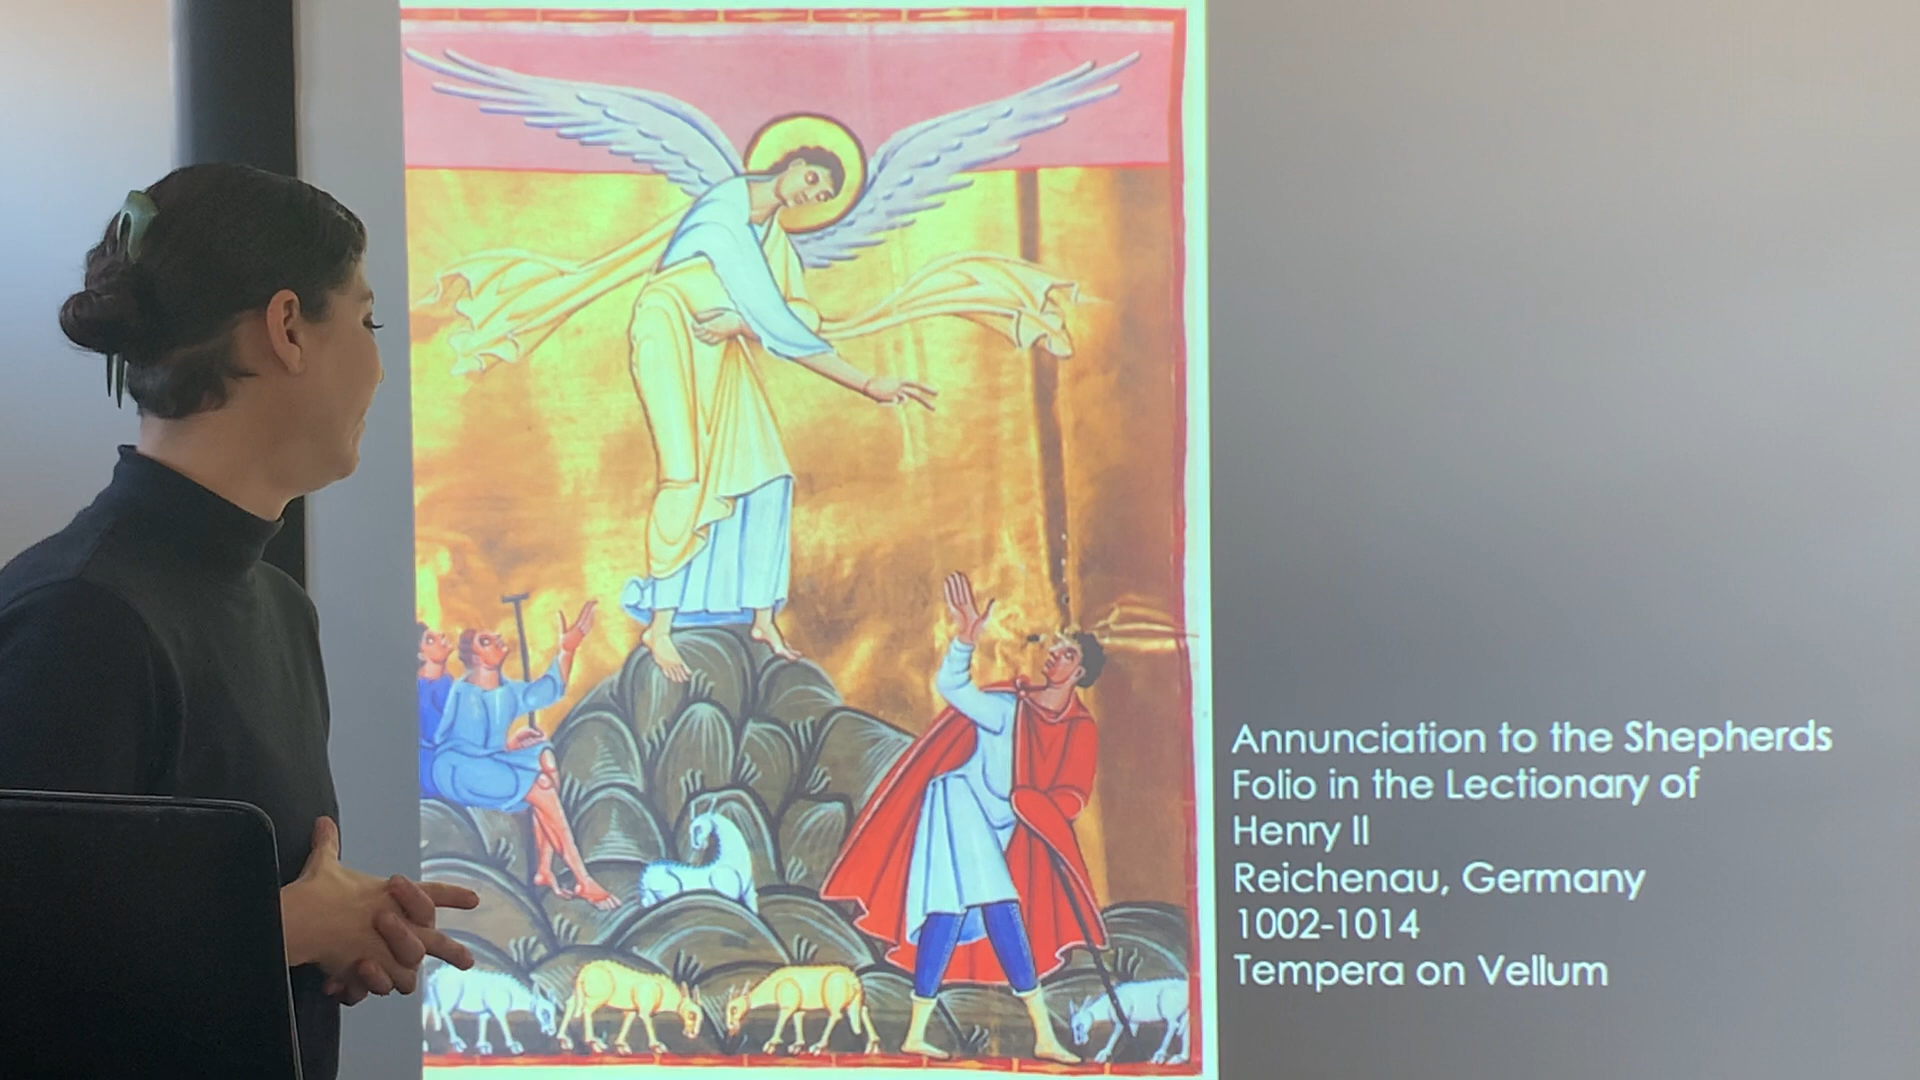 Annunciation to the Shepherds
Folio in the Lectionary of
Henry II
Reichenau, Germany
1002-1014
Tempera on Vellum